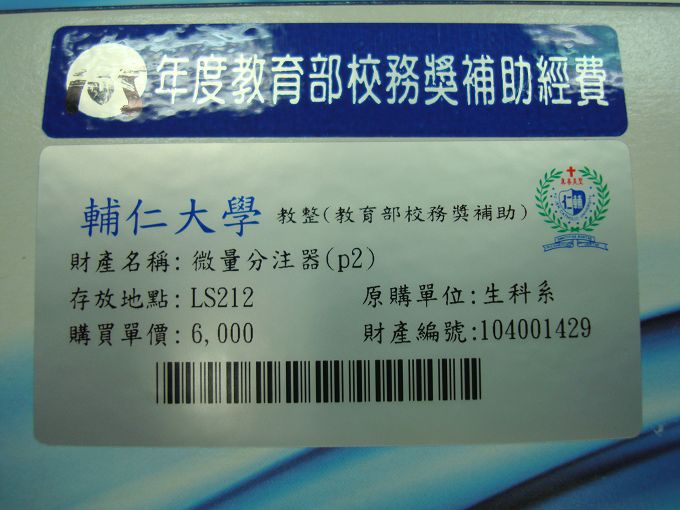 年度教育部校務獎補助經費
輔仁大學 教整(教育部校務獎補助)
財產名稱: 微量分注器(p2)
存放地點: LS212 原購單位: 生科系
購買單價: 6,000 財產編號:104001429